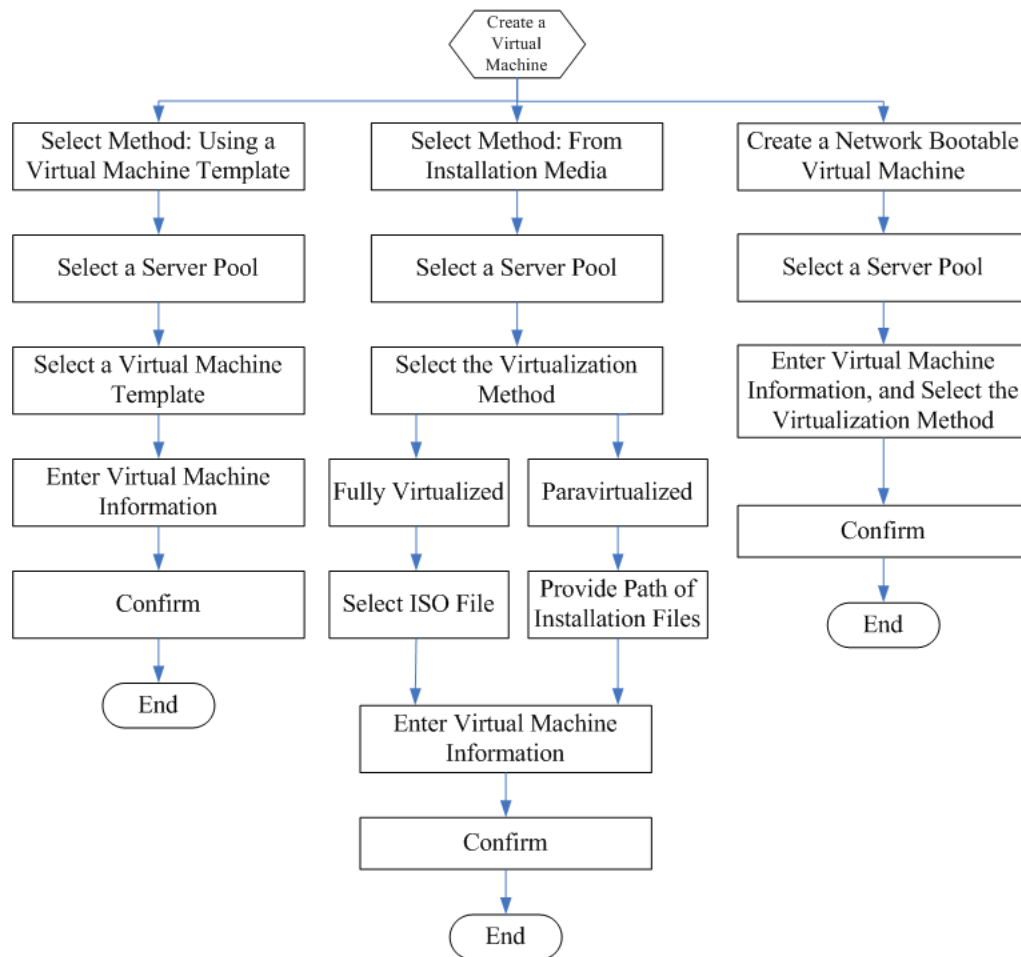 Create a
Virtual
Machine
Select Method: Using a
Virtual Machine Template
Select a Server Pool
Select a Virtual Machine
Template
Enter Virtual Machine
Information
Confirm
End
Select Method: From
Installation Media
Select a Server Pool
Select the Virtualization
Method
Fully Virtualized
Select ISO File
Paravirtualized
Provide Path of
Installation Files
Enter Virtual Machine
Information
Confirm
End
Create a Network Bootable
Virtual Machine
Select a Server Pool
Enter Virtual Machine
Information, and Select the
Virtualization Method
Confirm
End